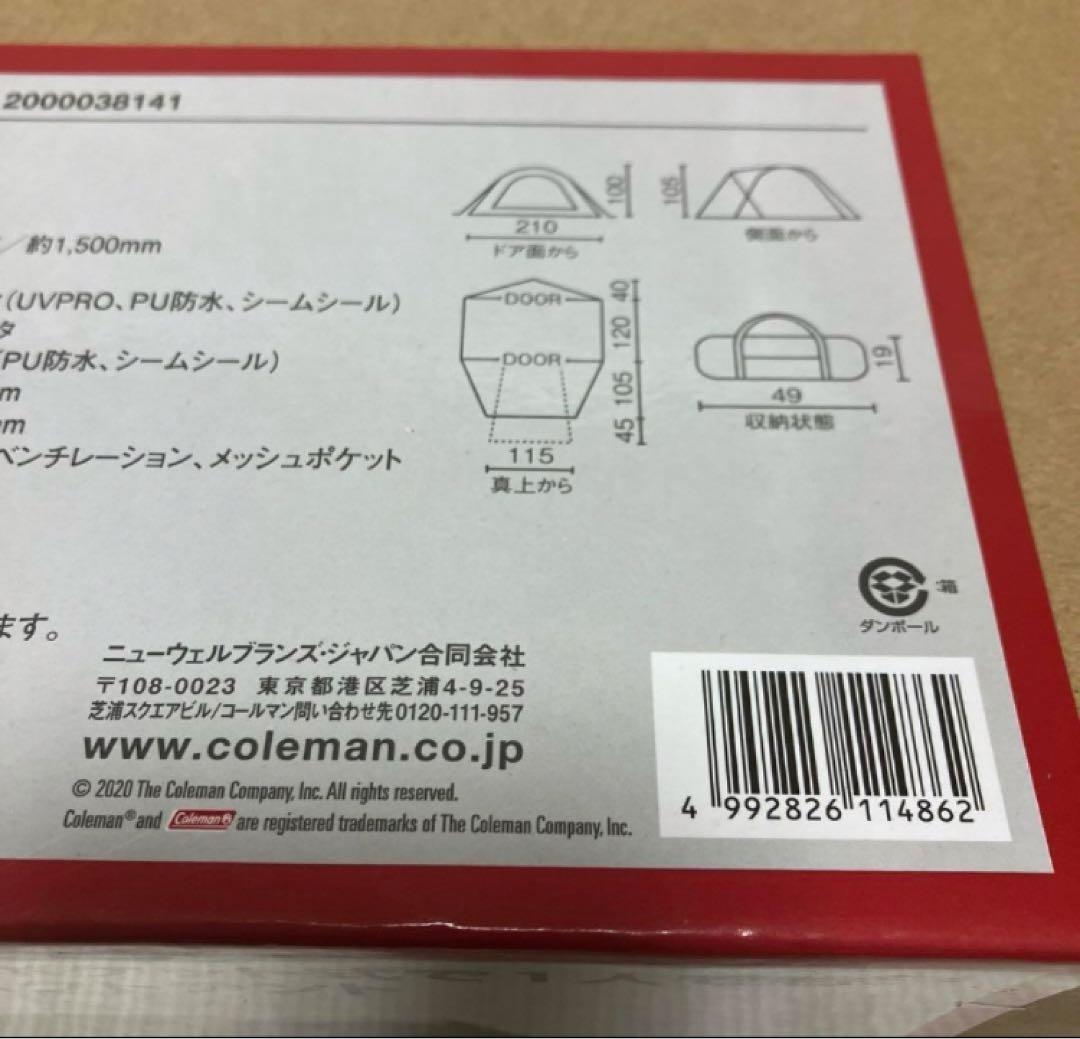 2000038141
約1,500mm
(UVPRO、PU防水、シームシール)
タ
(PU防水、シームシール)
m
cm
ベンチレーション、メッシュポケット
100
210
ドア面から
105
側面から
DOOR
DOOR
40
120
105
45
115
真上から
19
49
収納状態
:箱
ダンボール
ます。
ニューウェルブランズ・ジャパン合同会社
〒108-0023 東京都港区芝浦4-9-25
芝浦スクエアビル/コールマン問い合わせ先0120-111-957
www.coleman.co.jp
© 2020 The Coleman Company, Inc. All rights reserved.
Coleman® and Coleman are registered trademarks of The Coleman Company, Inc.
4 992826 114862